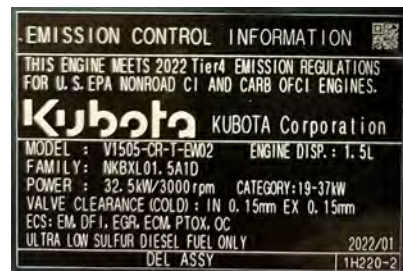 EMISSION CONTROL INFORMATION
THIS ENGINE MEETS 2022 Tier4 EMISSION REGULATIONS
FOR U.S. EPA NONROAD CI AND CARB OFCI ENGINES.
Kubota KUBOTA Corporation
MODEL : V1505-CR-T-EW02 ENGINE DISP.: 1.5L
FAMILY: NKBXL01.5A1D
POWER : 32.5kW/3000rpm CATEGORY:19-37kW
VALVE CLEARANCE(COLD): IN 0.15mm EX 0.15mm
ECS: EM, DFI, EGR, ECM, PTOX, OC
ULTRA LOW SULFUR DIESEL FUEL ONLY 2022/01
DEL ASSY 1H220-2